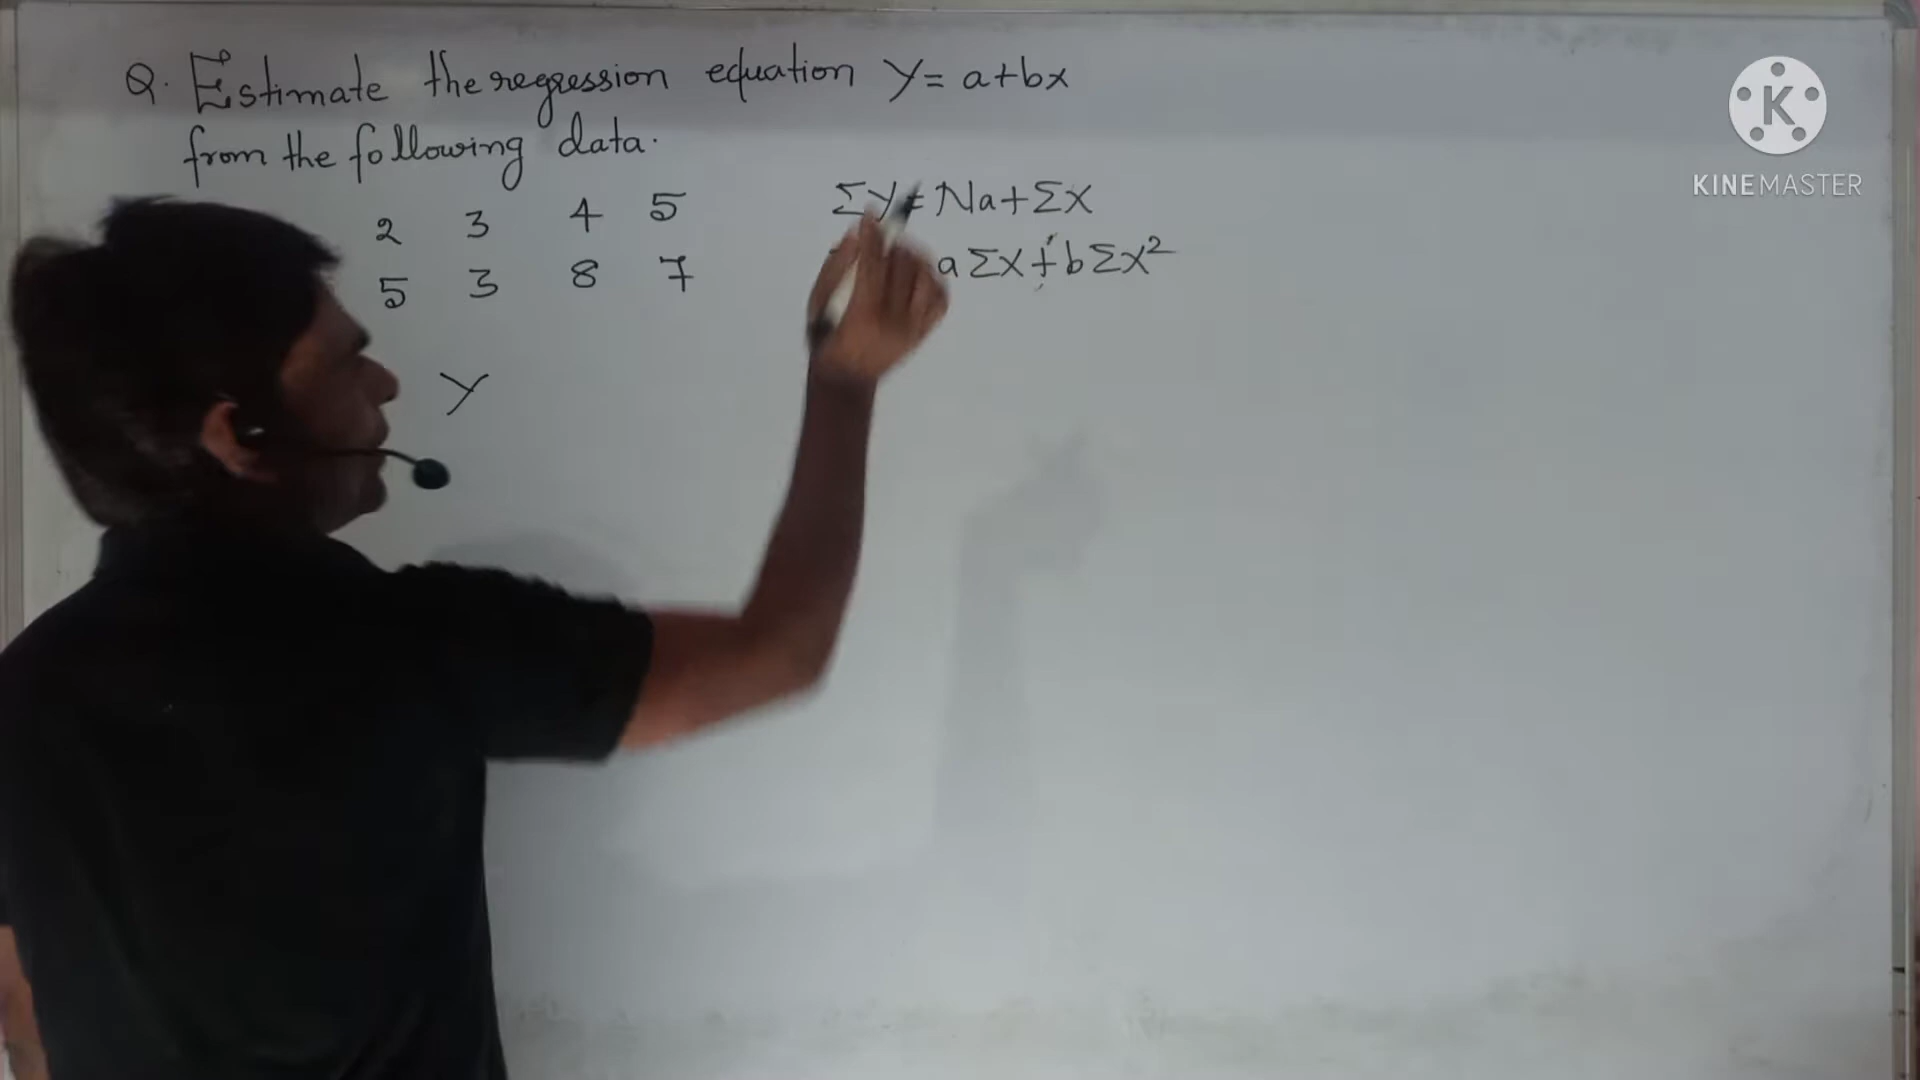 Q. Estimate the regression equation Y = a+bx
from the following data.
2 3 4 5
5 3 8 7
ΣY = Na+ΣX
aΣX+bΣX²
Y
KINEMASTER